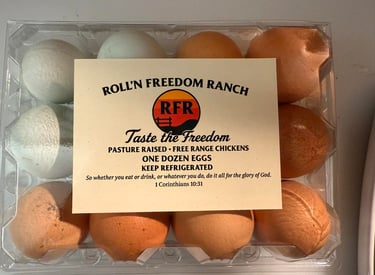 ROLL'N FREEDOM RANCH
RFR
Taste the Freedom
PASTURE RAISED • FREE RANGE CHICKENS
ONE DOZEN EGGS
KEEP REFRIGERATED
So whether you eat or drink, or whatever you do, do it all for the glory of God.
1 Corinthians 10:31